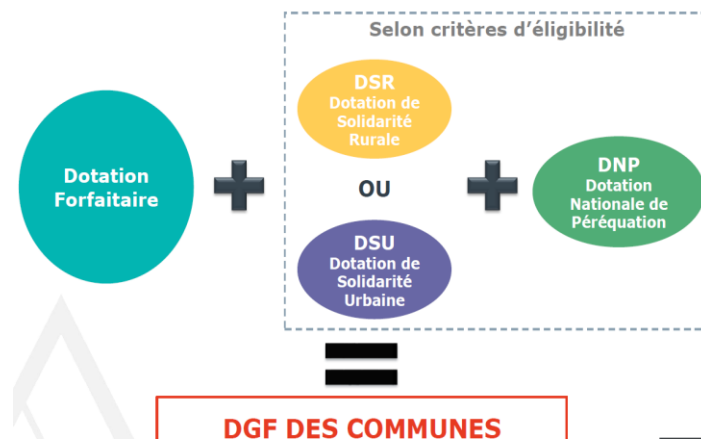 Selon critères d’éligibilité
Dotation
Forfaitaire
DSR
Dotation de
Solidarité
Rurale
OU
DSU
Dotation de
Solidarité
Urbaine
DNP
Dotation
Nationale de
Péréquation
DGF DES COMMUNES